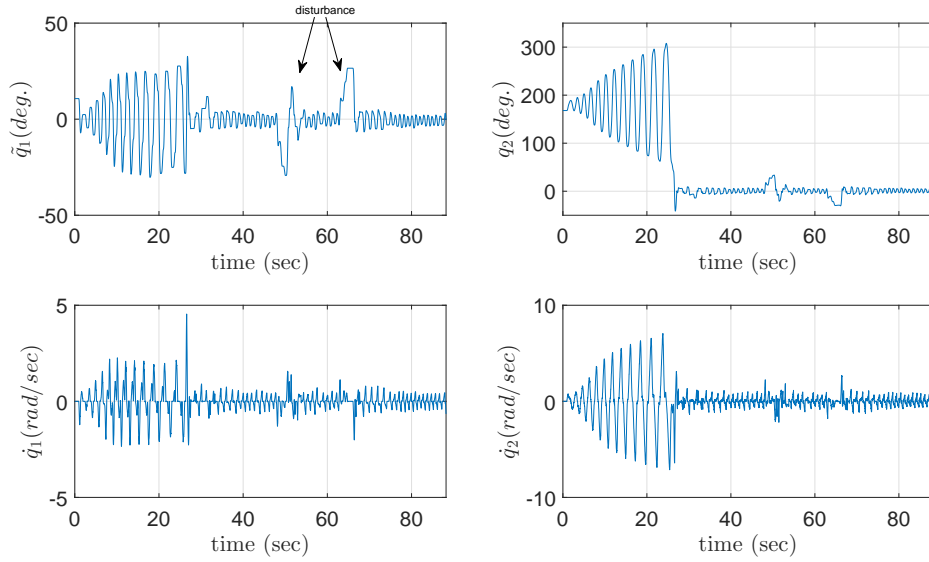 disturbance
50
0
-50
q̃₁(deg.)
0 20 40 60 80
time (sec)
300
200
100
0
q₂(deg.)
0 20 40 60 80
time (sec)
5
0
-5
q̇₁(rad/sec)
0 20 40 60 80
time (sec)
10
0
-10
q̇₂(rad/sec)
0 20 40 60 80
time (sec)